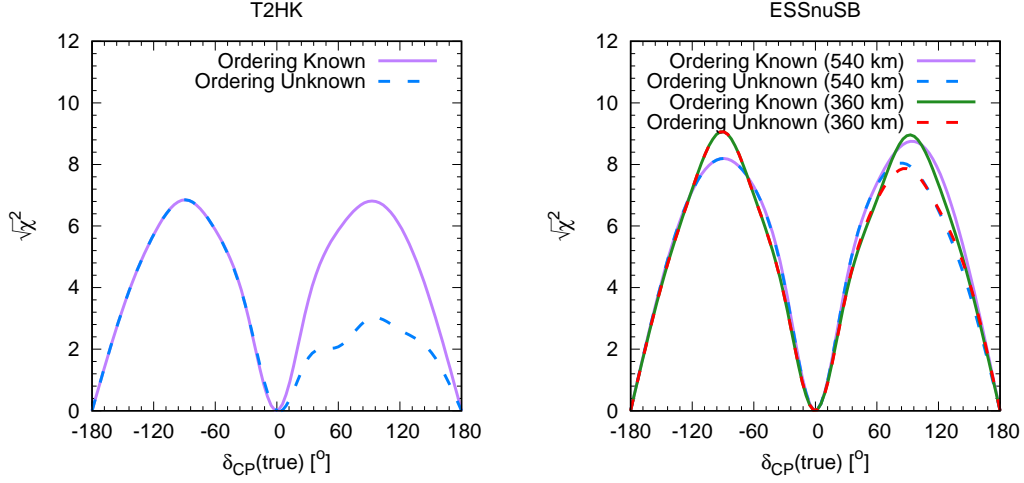 T2HK
Ordering Known
Ordering Unknown
√χ²
12
10
8
6
4
2
0
-180 -120 -60 0 60 120 180
δCP(true) [°]
ESSnuSB
Ordering Known (540 km)
Ordering Unknown (540 km)
Ordering Known (360 km)
Ordering Unknown (360 km)
√χ²
12
10
8
6
4
2
0
-180 -120 -60 0 60 120 180
δCP(true) [°]